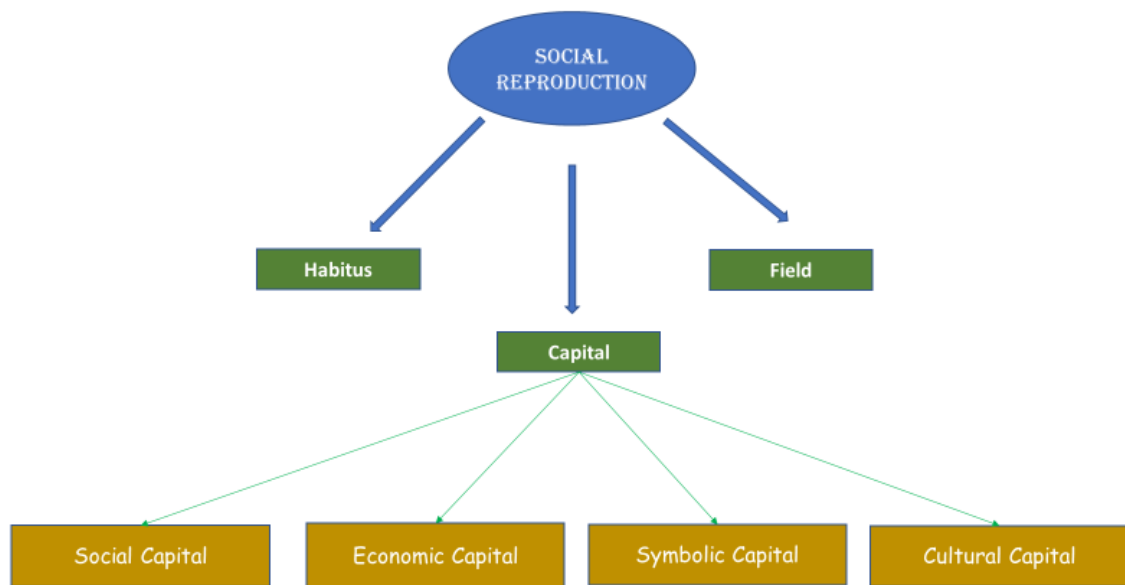 SOCIAL
REPRODUCTION
Habitus
Field
Capital
Social Capital
Economic Capital
Symbolic Capital
Cultural Capital